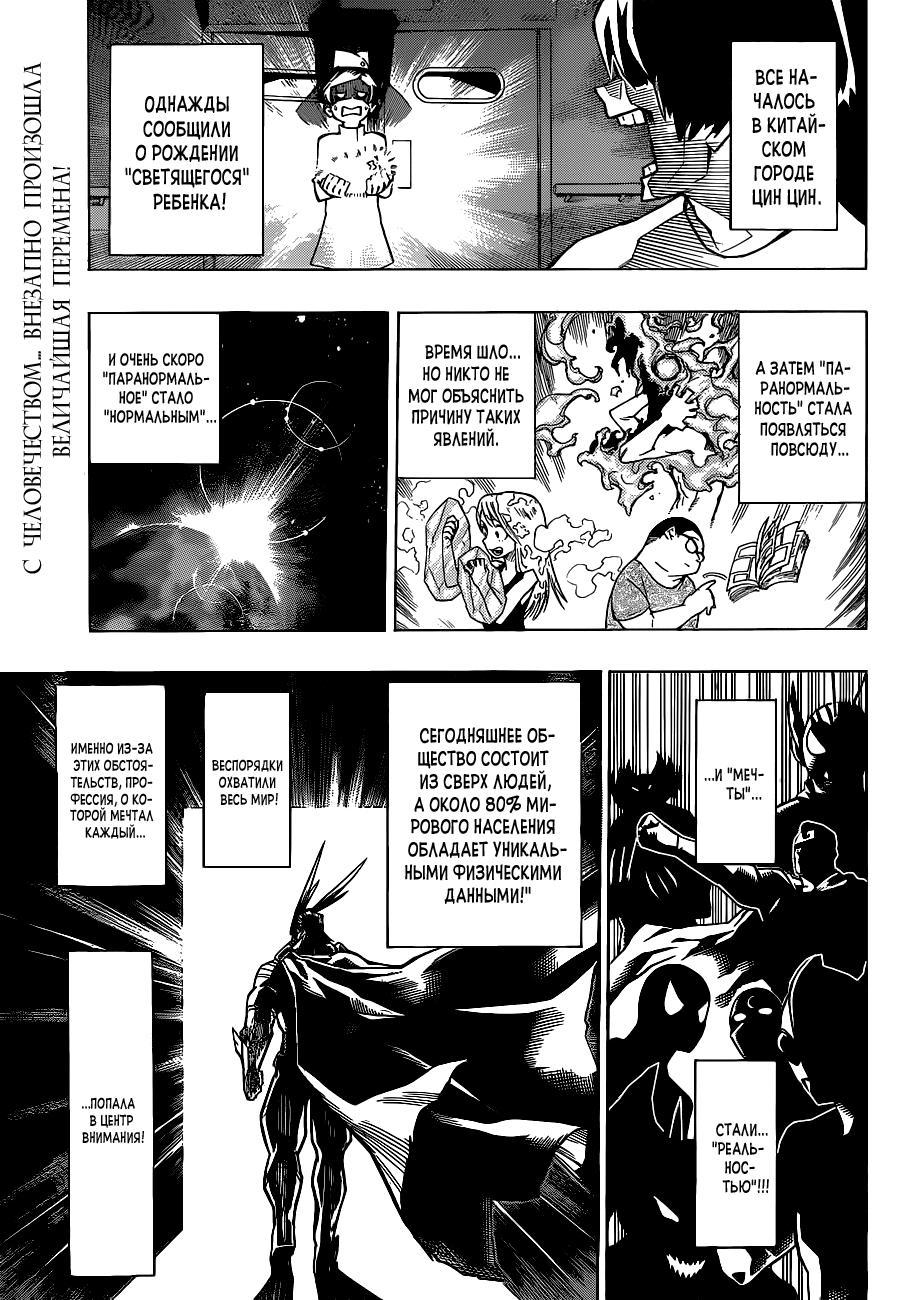 С ЧЕЛОВЕЧЕСТВОМ... ВНЕЗАПНО ПРОИЗОШЛА
ВЕЛИЧАЙШАЯ ПЕРЕМЕНА!
ВСЕ НА-
ЧАЛОСЬ
В КИТАЙ-
СКОМ
ГОРОДЕ
ЦИН ЦИН.
ОДНАЖДЫ
СООБЩИЛИ
О РОЖДЕНИИ
"СВЕТЯЩЕГОСЯ"
РЕБЕНКА!
А ЗАТЕМ "ПА-
РАНОРМАЛЬ-
НОСТЬ" СТАЛА
ПОЯВЛЯТЬСЯ
ПОВСЮДУ...
ВРЕМЯ ШЛО...
НО НИКТО НЕ
МОГ ОБЪЯСНИТЬ
ПРИЧИНУ ТАКИХ
ЯВЛЕНИЙ.
И ОЧЕНЬ СКОРО
"ПАРАНОРМАЛЬ-
НОЕ" СТАЛО
"НОРМАЛЬНЫМ"...
...И "МЕЧ-
ТЫ"...
СТАЛИ...
"РЕАЛЬ-
НОС-
ТЬЮ"!!!
СЕГОДНЯШНЕЕ ОБ-
ЩЕСТВО СОСТОИТ
ИЗ СВЕРХ ЛЮДЕЙ,
А ОКОЛО 80% МИ-
РОВОГО НАСЕЛЕНИЯ
ОБЛАДАЕТ УНИКАЛЬ-
НЫМИ ФИЗИЧЕСКИМИ
ДАННЫМИ!"
БЕСПОРЯДКИ
ОХВАТИЛИ
ВЕСЬ МИР!
ИМЕННО ИЗ-ЗА
ЭТИХ ОБСТОЯ-
ТЕЛЬСТВ, ПРО-
ФЕССИЯ, О КО-
ТОРОЙ МЕЧТАЛ
КАЖДЫЙ...
...ПОПАЛА
В ЦЕНТР
ВНИМАНИЯ!